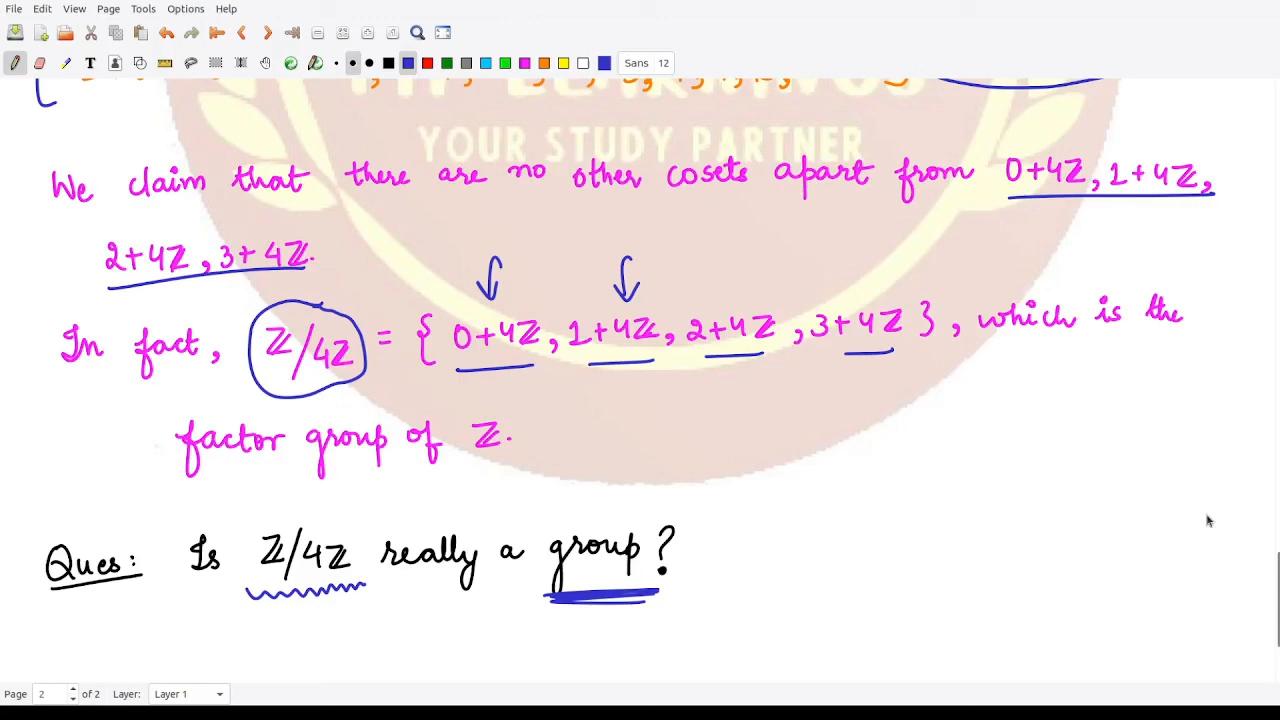 File Edit View Page Tools Options Help
Sans 12
YOUR STUDY PARTNER
We claim that there are no other cosets apart from 0+4ℤ, 1+4ℤ,
2+4ℤ, 3+4ℤ.
In fact, ℤ/4ℤ = { 0+4ℤ, 1+4ℤ, 2+4ℤ, 3+4ℤ }, which is the
factor group of ℤ.
Ques: Is ℤ/4ℤ really a group?
Page 2 of 2 Layer: Layer 1